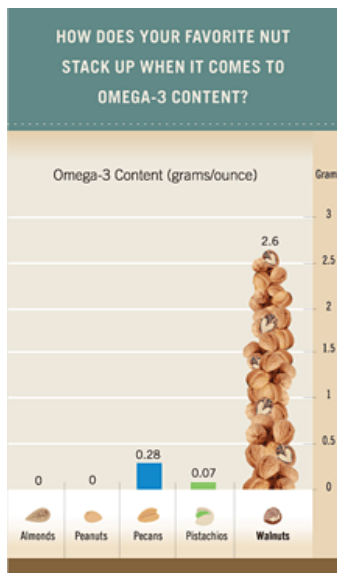 HOW DOES YOUR FAVORITE NUT
STACK UP WHEN IT COMES TO
OMEGA-3 CONTENT?
Omega-3 Content (grams/ounce)
Gram
3
2.6
2.5
2
1.5
1
0.5
0.28
0.07
0
0
0
Almonds
Peanuts
Pecans
Pistachios
Walnuts